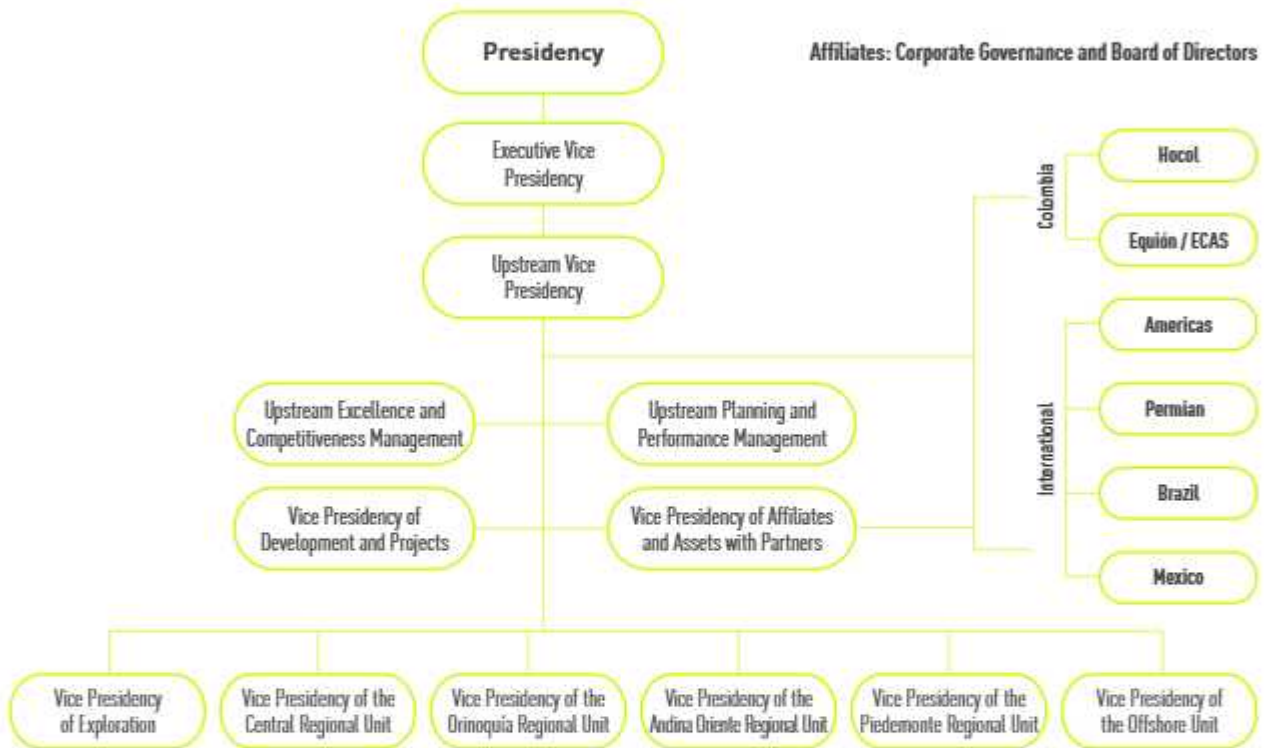 Presidency
Affiliates: Corporate Governance and Board of Directors
Executive Vice
Presidency
Upstream Vice
Presidency
Colombia
Hocol
Equión / ECAS
International
Americas
Permian
Brazil
Mexico
Upstream Excellence and
Competitiveness Management
Upstream Planning and
Performance Management
Vice Presidency of
Development and Projects
Vice Presidency of Affiliates
and Assets with Partners
Vice Presidency
of Exploration
Vice Presidency of the
Central Regional Unit
Vice Presidency of the
Orinoquía Regional Unit
Vice Presidency of the
Andina Oriente Regional Unit
Vice Presidency of the
Piedemonte Regional Unit
Vice Presidency of
the Offshore Unit